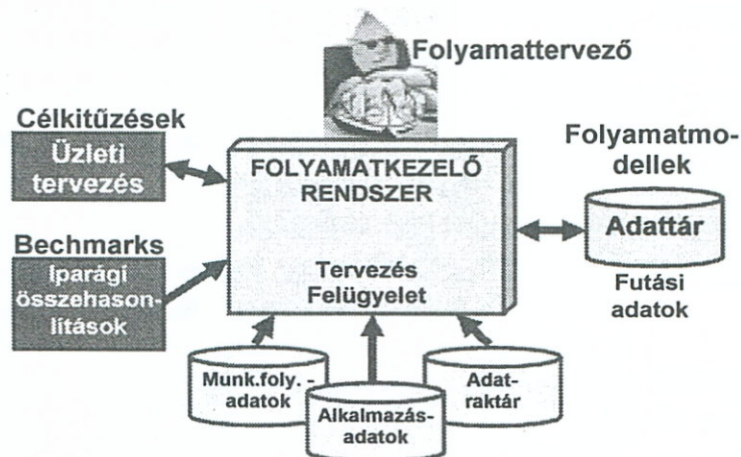 Folyamattervező
Célkitűzések
Üzleti
tervezés
FOLYAMATKEZELŐ
RENDSZER
Tervezés
Felügyelet
Folyamatmo-
dellek
Adattár
Futási
adatok
Bechmarks
Iparági
összehason-
lítások
Munk.foly. -
adatok
Alkalmazás-
adatok
Adat-
raktár